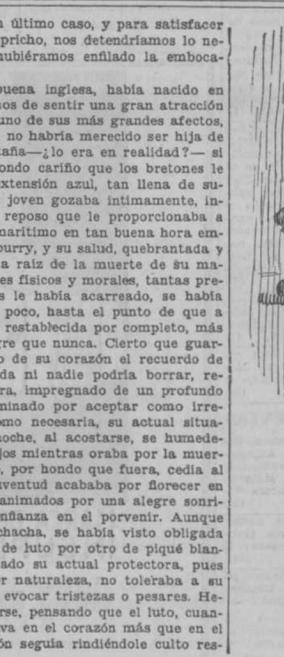 último caso, y para satisfacer
pricho, nos detendríamos lo ne-
hubiéramos enfilado la emboca-
buena inglesa, había nacido en
os de sentir una gran atracción
uno de sus más grandes afectos,
no habría merecido ser hija de
taña—¿lo era en realidad?— si
ondo cariño que los bretones le
extensión azul, tan llena de su-
joven gozaba intimamente, in-
reposo que le proporcionaba a
marítimo en tan buena hora em-
burry, y su salud, quebrantada y
a raíz de la muerte de su ma-
es físicos y morales, tantas pre-
s le había acarreado, se había
poco, hasta el punto de que a
restablecida por completo, más
gre que nunca. Cierto que guar-
o de su corazón el recuerdo de
da ni nadie podría borrar, re-
ra, impregnado de un profundo
minado por aceptar como irre-
omo necesaria, su actual situa-
noche, al acostarse, se humede-
jos mientras oraba por la muer-
, por hondo que fuera, cedía al
uventud acababa por florecer en
animados por una alegre sonri-
nfianza en el porvenir. Aunque
chacha, se había visto obligada
de luto por otro de piqué blan-
ado su actual protectora, pues
r naturaleza, no toleraba a su
evocar tristezas o pesares. He-
rse, pensando que el luto, cuan-
va en el corazón más que en el
ón seguía rindiéndole culto res-